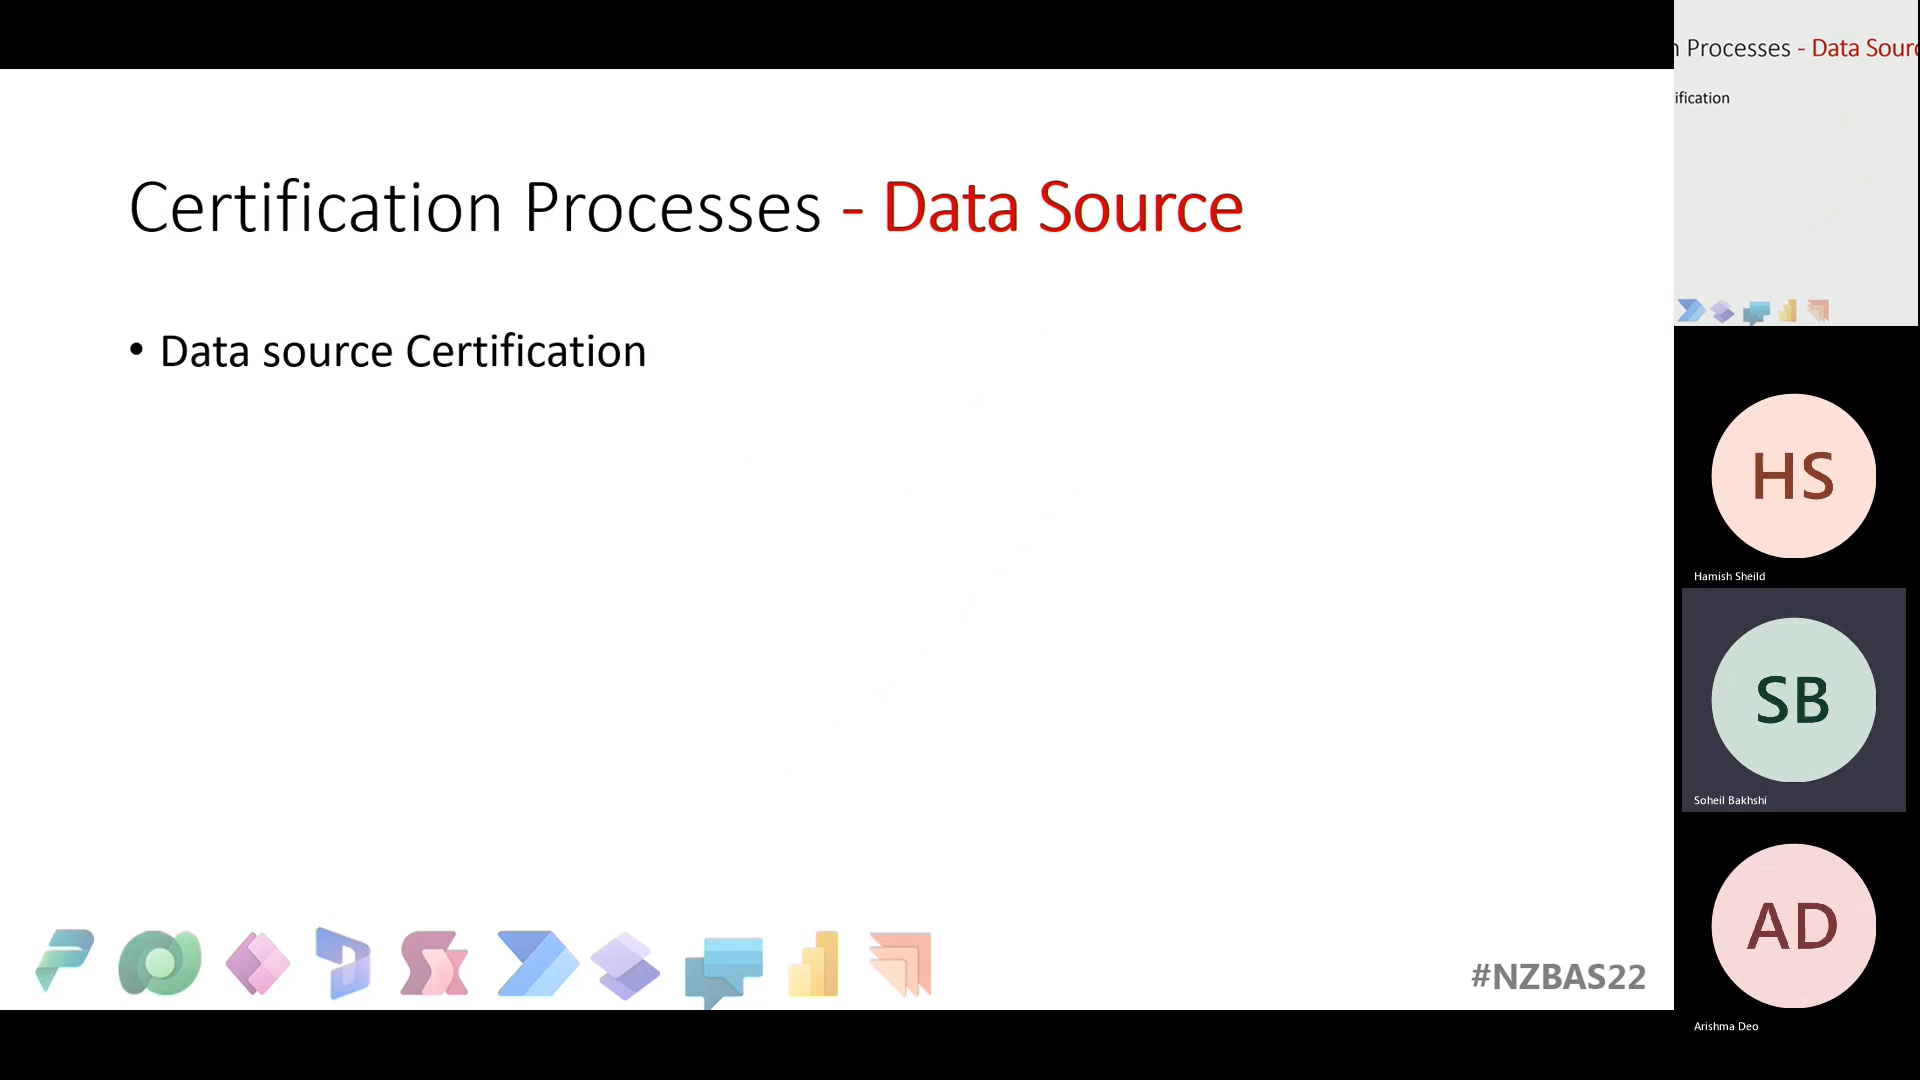 Certification Processes - Data Source
• Data source Certification
#NZBAS22
n Processes - Data Sourc
ification
HS
Hamish Sheild
SB
Soheil Bakhshi
AD
Arishma Deo